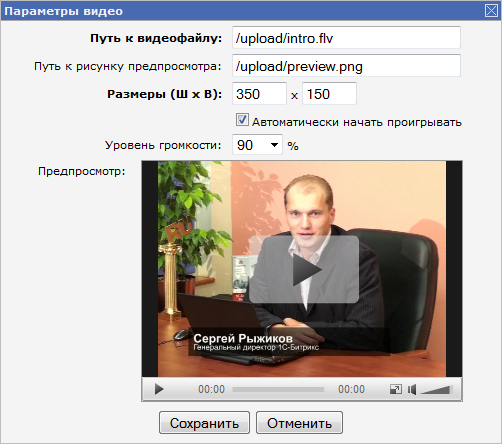 Параметры видео
Путь к видеофайлу: /upload/intro.flv
Путь к рисунку предпросмотра: /upload/preview.png
Размеры (Ш x В): 350 x 150
Автоматически начать проигрывать
Уровень громкости: 90 %
Предпросмотр:
RU
Сергей Рыжиков
Генеральный директор 1С-Битрикс
00:00 00:00
Сохранить Отменить